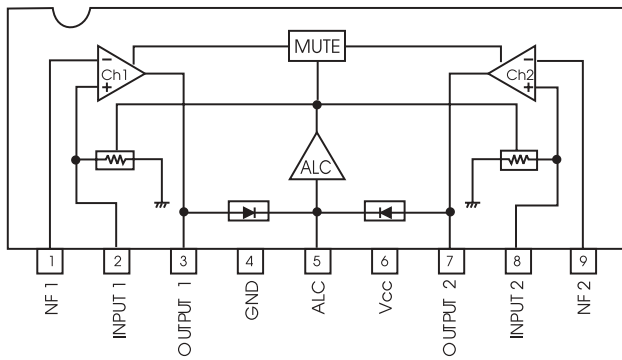 MUTE
Ch1
Ch2
ALC
1 2 3 4 5 6 7 8 9
NF 1
INPUT 1
OUTPUT 1
GND
ALC
Vcc
OUTPUT 2
INPUT 2
NF 2